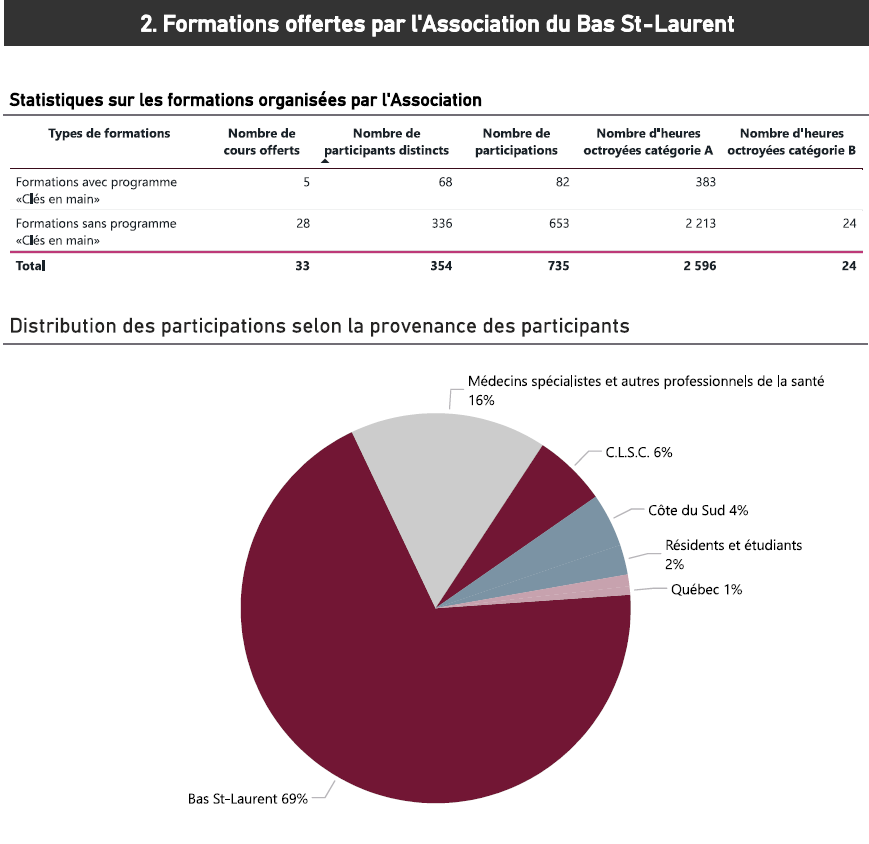 2. Formations offertes par l'Association du Bas St-Laurent
Statistiques sur les formations organisées par l'Association
Types de formations Nombre de cours offerts Nombre de participants distincts Nombre de participations Nombre d'heures octroyées catégorie A Nombre d'heures octroyées catégorie B
Formations avec programme «Clés en main» 5 68 82 383
Formations sans programme «Clés en main» 28 336 653 2 213 24
Total 33 354 735 2 596 24
Distribution des participations selon la provenance des participants
Médecins spécialistes et autres professionnels de la santé
16%
C.L.S.C. 6%
Côte du Sud 4%
Résidents et étudiants
2%
Québec 1%
Bas St-Laurent 69%